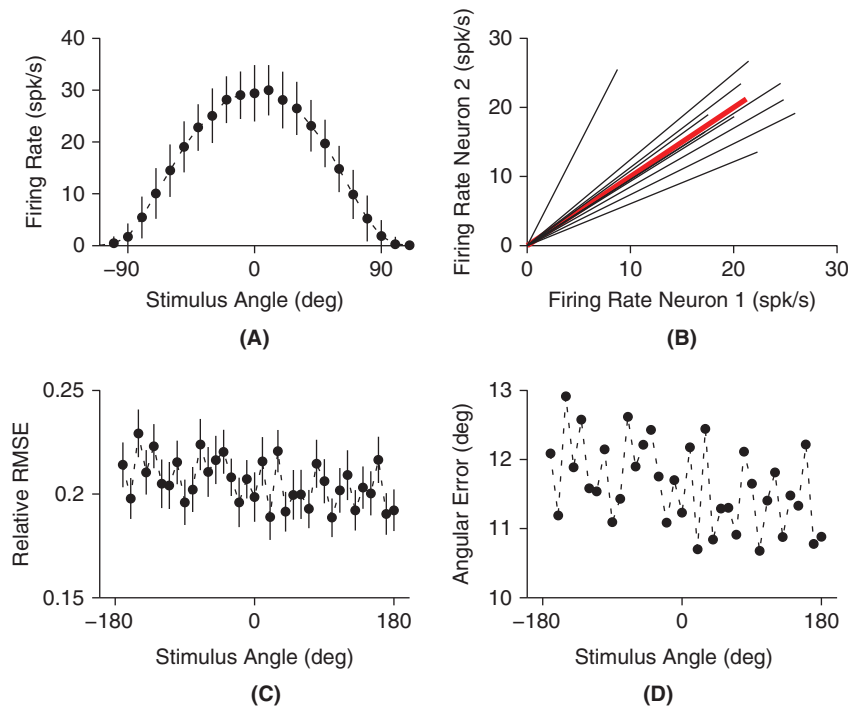 40
30
20
10
0
Firing Rate (spk/s)
−90
0
90
Stimulus Angle (deg)
(A)
30
20
10
0
Firing Rate Neuron 2 (spk/s)
0
10
20
30
Firing Rate Neuron 1 (spk/s)
(B)
0.25
0.2
0.15
Relative RMSE
−180
0
180
Stimulus Angle (deg)
(C)
13
12
11
10
Angular Error (deg)
−180
0
180
Stimulus Angle (deg)
(D)